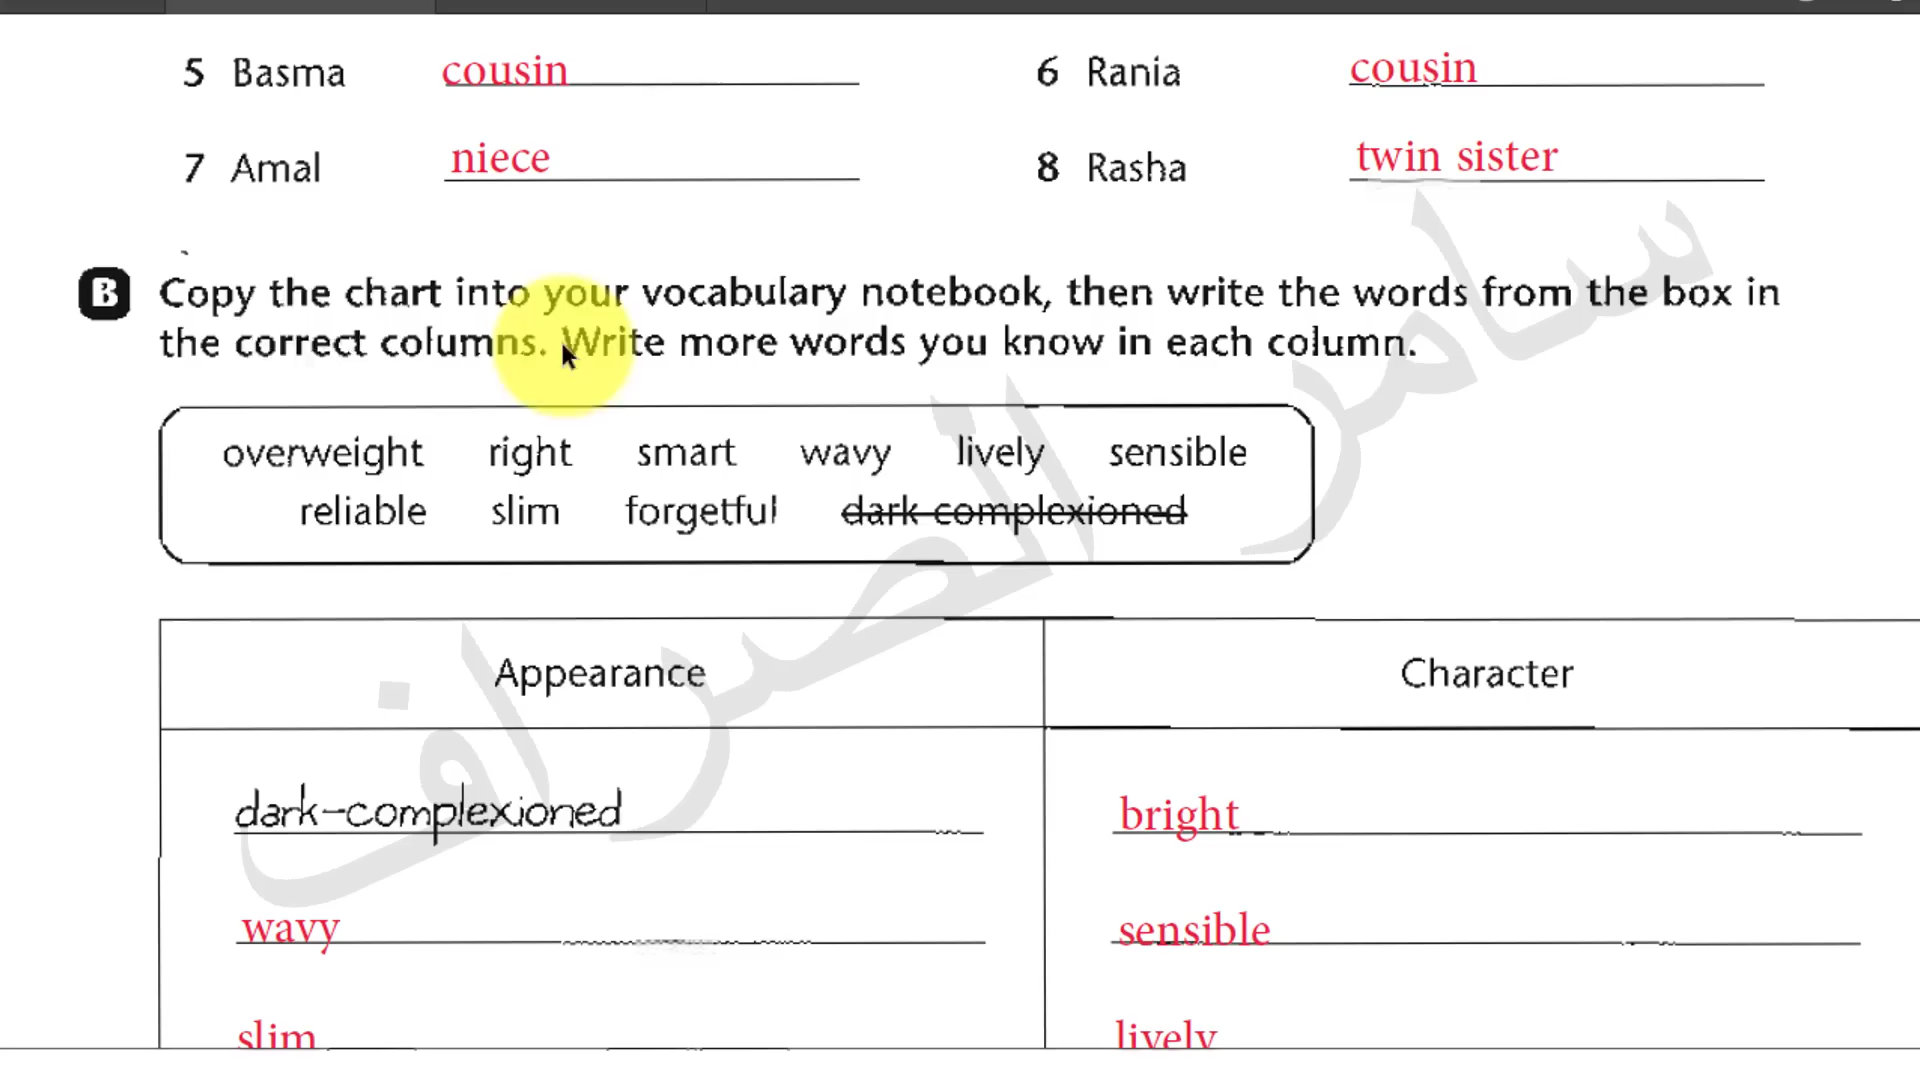 5 Basma cousin 6 Rania cousin
7 Amal niece 8 Rasha twin sister
B Copy the chart into your vocabulary notebook, then write the words from the box in
the correct columns. Write more words you know in each column.
overweight right smart wavy lively sensible
reliable slim forgetful dark complexioned
Appearance Character
dark-complexioned bright
wavy sensible
slim lively
سامر الصراف